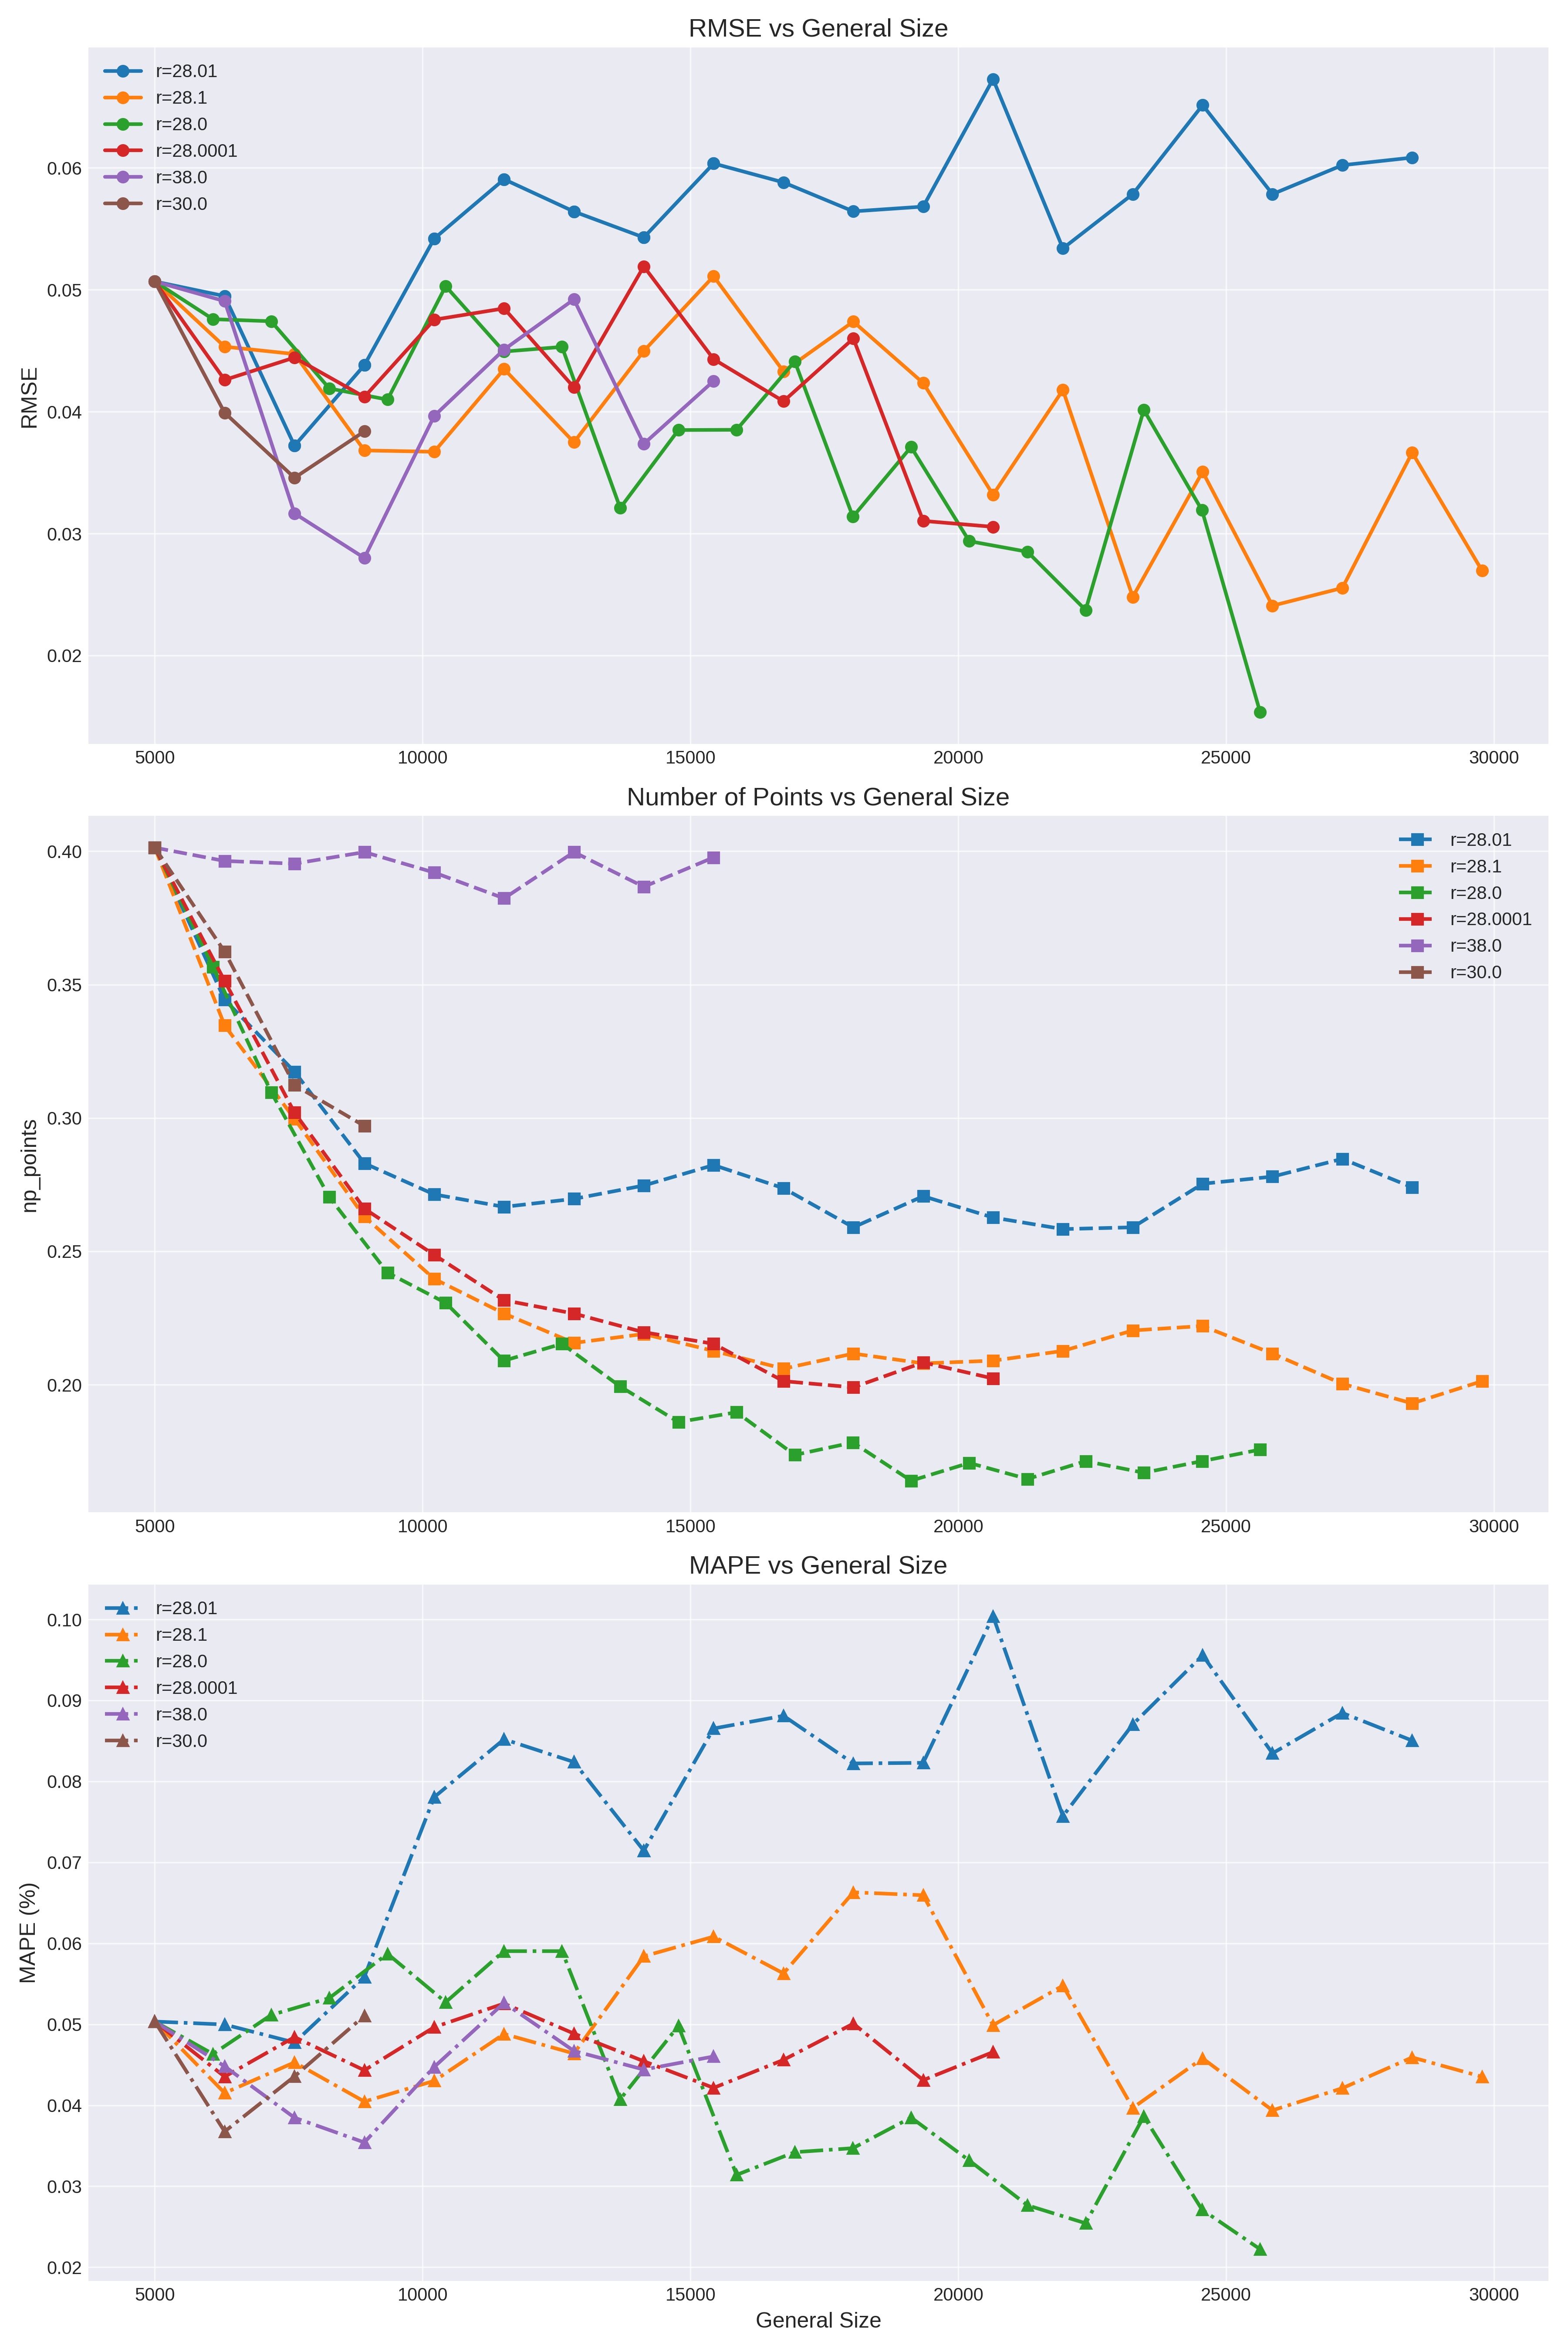 RMSE vs General Size
r=28.01
r=28.1
r=28.0
r=28.0001
r=38.0
r=30.0
RMSE
0.06
0.05
0.04
0.03
0.02
5000 10000 15000 20000 25000 30000
Number of Points vs General Size
r=28.01
r=28.1
r=28.0
r=28.0001
r=38.0
r=30.0
np_points
0.40
0.35
0.30
0.25
0.20
5000 10000 15000 20000 25000 30000
MAPE vs General Size
r=28.01
r=28.1
r=28.0
r=28.0001
r=38.0
r=30.0
MAPE (%)
0.10
0.09
0.08
0.07
0.06
0.05
0.04
0.03
0.02
5000 10000 15000 20000 25000 30000
General Size